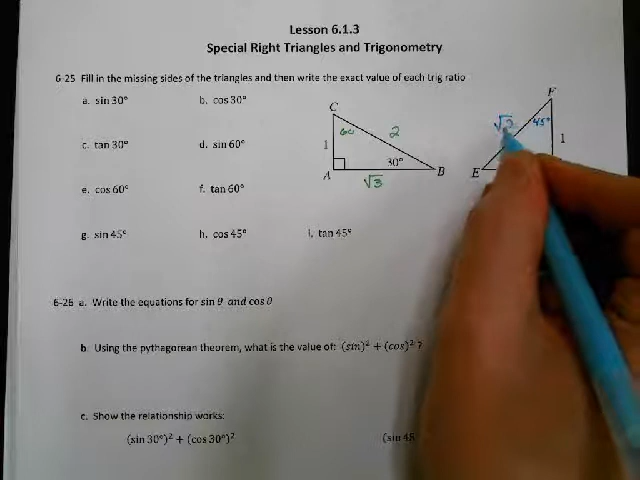 Lesson 6.1.3
Special Right Triangles and Trigonometry
6-25 Fill in the missing sides of the triangles and then write the exact value of each trig ratio
a. sin 30° b. cos 30°
c. tan 30° d. sin 60°
e. cos 60° f. tan 60°
g. sin 45° h. cos 45° i. tan 45°
C
60
2
1
30°
A
B
√3
F
√2
45°
1
E
6-26 a. Write the equations for sin θ and cos θ
b. Using the pythagorean theorem, what is the value of: (sin)² + (cos)² ?
c. Show the relationship works:
(sin 30°)² + (cos 30°)² (sin 45